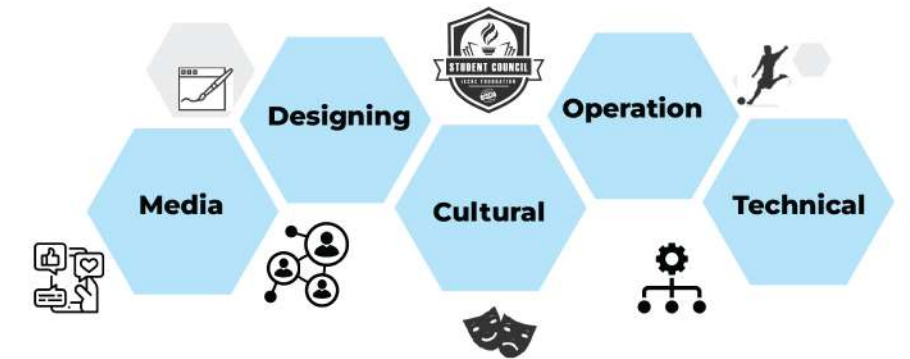 STUDENT COUNCIL
Designing
Operation
Media
Cultural
Technical